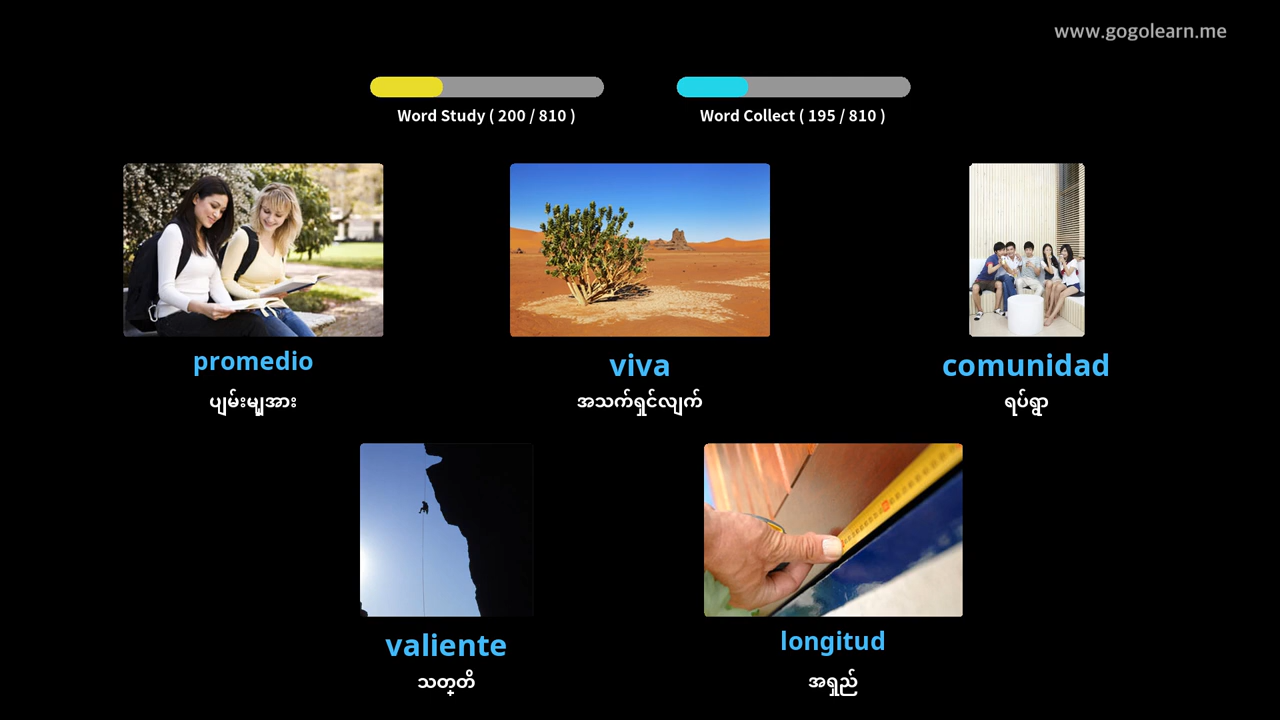 www.gogolearn.me
Word Study ( 200 / 810 )
Word Collect ( 195 / 810 )
promedio
ပျမ်းမျှအား
viva
အသက်ရှင်လျက်
comunidad
ရပ်ရွာ
valiente
သတ္တိ
longitud
အရှည်